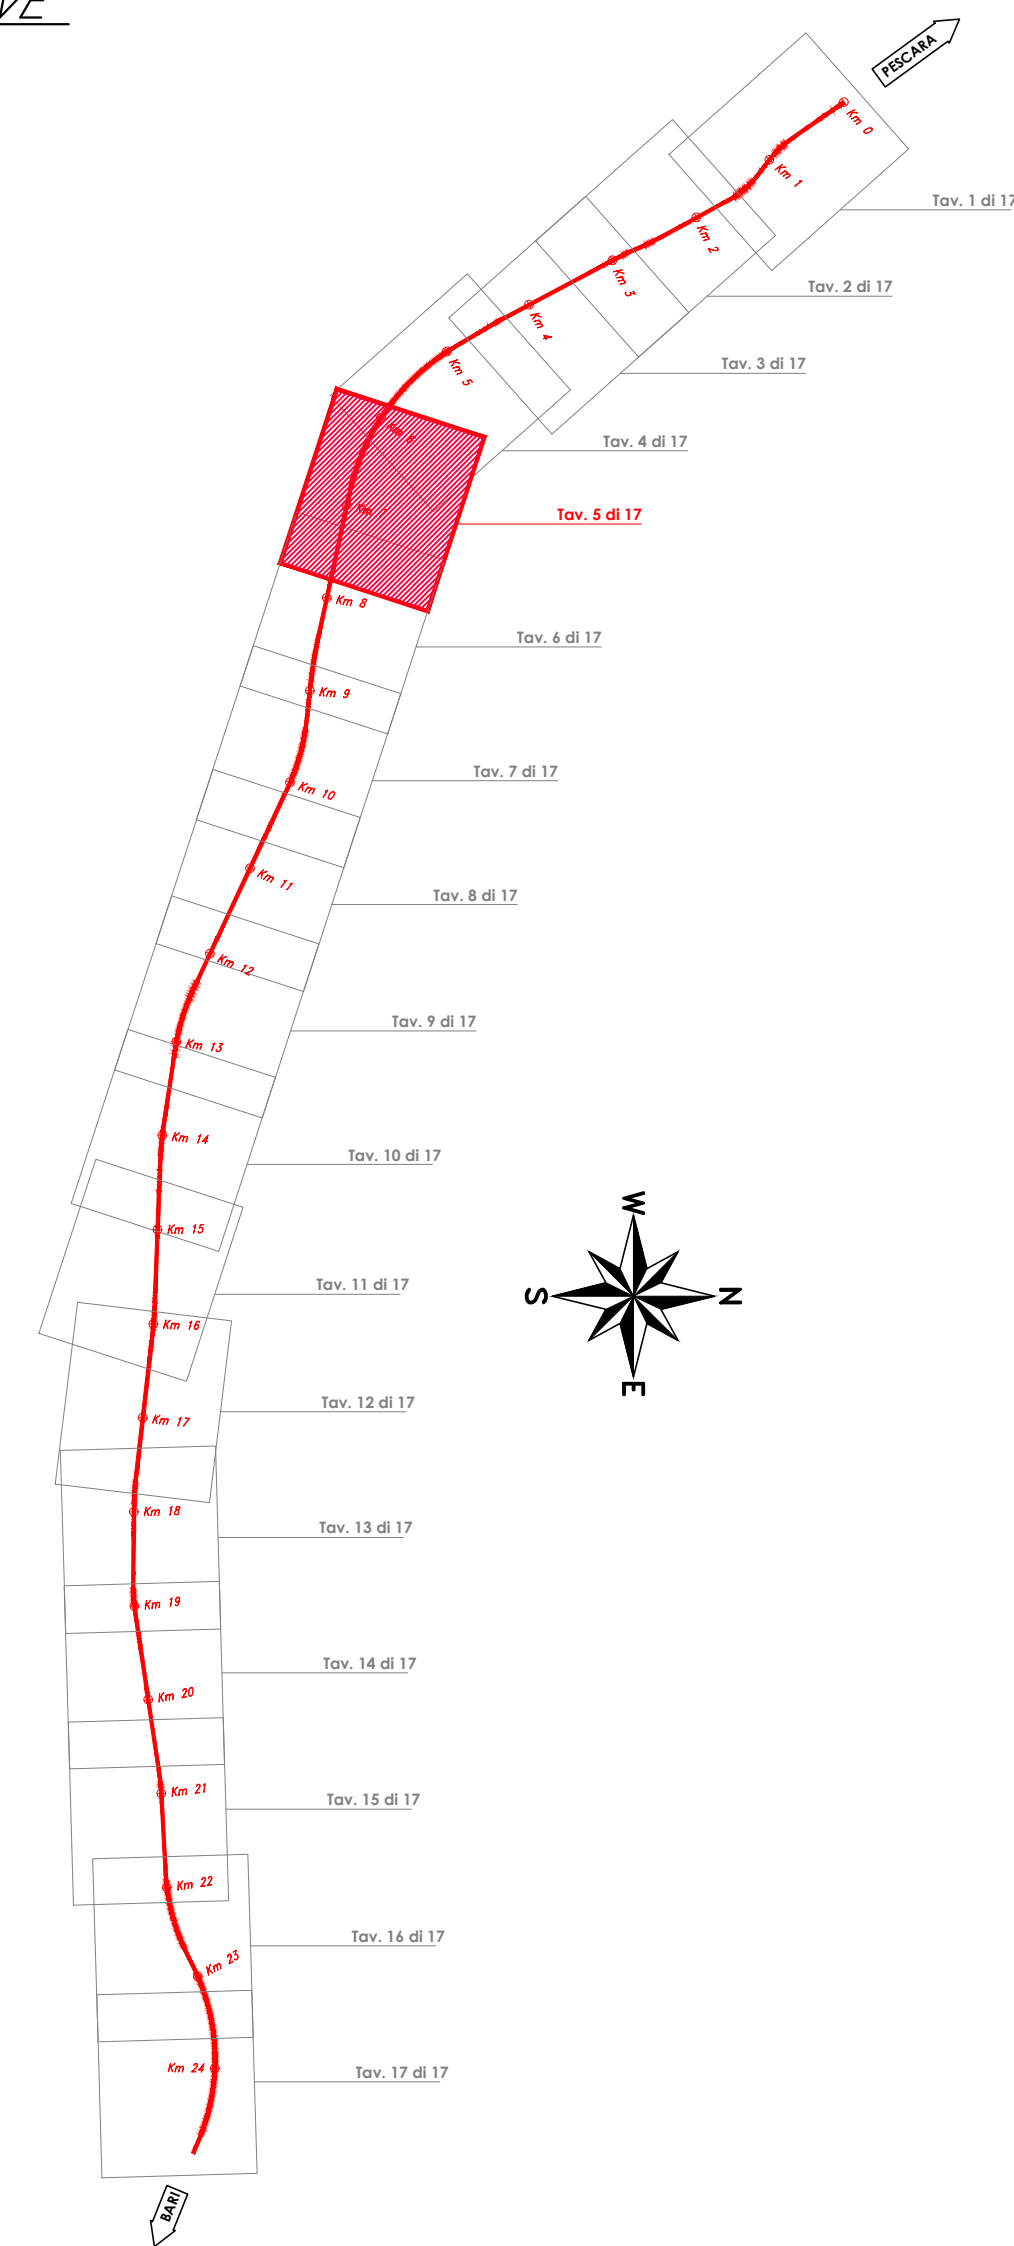 PESCARA
Km 0
Km 1
Tav. 1 di 17
Km 2
Km 3
Tav. 2 di 17
Km 4
Km 5
Tav. 3 di 17
Km 6
Tav. 4 di 17
Km 7
Tav. 5 di 17
Km 8
Tav. 6 di 17
Km 9
Tav. 7 di 17
Km 10
Km 11
Tav. 8 di 17
Km 12
Tav. 9 di 17
Km 13
Km 14
Tav. 10 di 17
W
Km 15
Tav. 11 di 17
S
N
Km 16
E
Tav. 12 di 17
Km 17
Km 18
Tav. 13 di 17
Km 19
Tav. 14 di 17
Km 20
Km 21
Tav. 15 di 17
Km 22
Tav. 16 di 17
Km 23
Km 24
Tav. 17 di 17
BARI